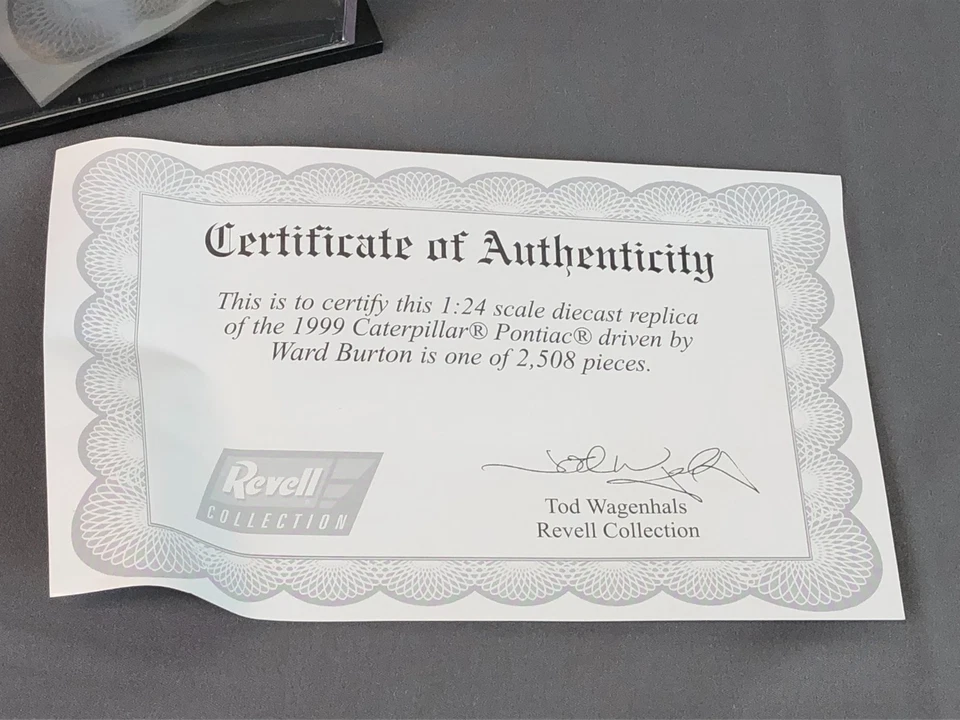 Certificate of Authenticity
This is to certify this 1:24 scale diecast replica
of the 1999 Caterpillar® Pontiac® driven by
Ward Burton is one of 2,508 pieces.
Revell
COLLECTION
Tod Wagenhals
Revell Collection